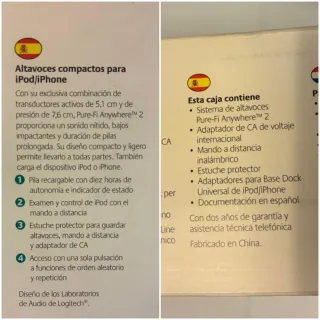 Altavoces compactos para
iPod/iPhone
Con su exclusiva combinación de
transductores activos de 5,1 cm y de
presión de 7,6 cm, Pure-Fi Anywhere™ 2
proporciona un sonido nítido, bajos
impactantes y duración de pilas
prolongada. Su diseño compacto y ligero
permite llevarlo a todas partes. También
carga el dispositivo iPod o iPhone.
1 Pila recargable con diez horas de
autonomía e indicador de estado
2 Examen y control de iPod con el
mando a distancia
3 Estuche protector para guardar
altavoces, mando a distancia
y adaptador de CA
4 Acceso con una sola pulsación
a funciones de orden aleatorio
y repetición
Diseño de los Laboratorios
de Audio de Logitech®.
CA
per
no
Line
nico
Esta caja contiene
• Sistema de altavoces
Pure-Fi Anywhere™ 2
• Adaptador de CA de voltaje
internacional
• Mando a distancia
inalámbrico
• Estuche protector
• Adaptadores para Base Dock
Universal de iPod/iPhone
• Documentación en español
Con dos años de garantía y
asistencia técnica telefónica
Fabricado en China.